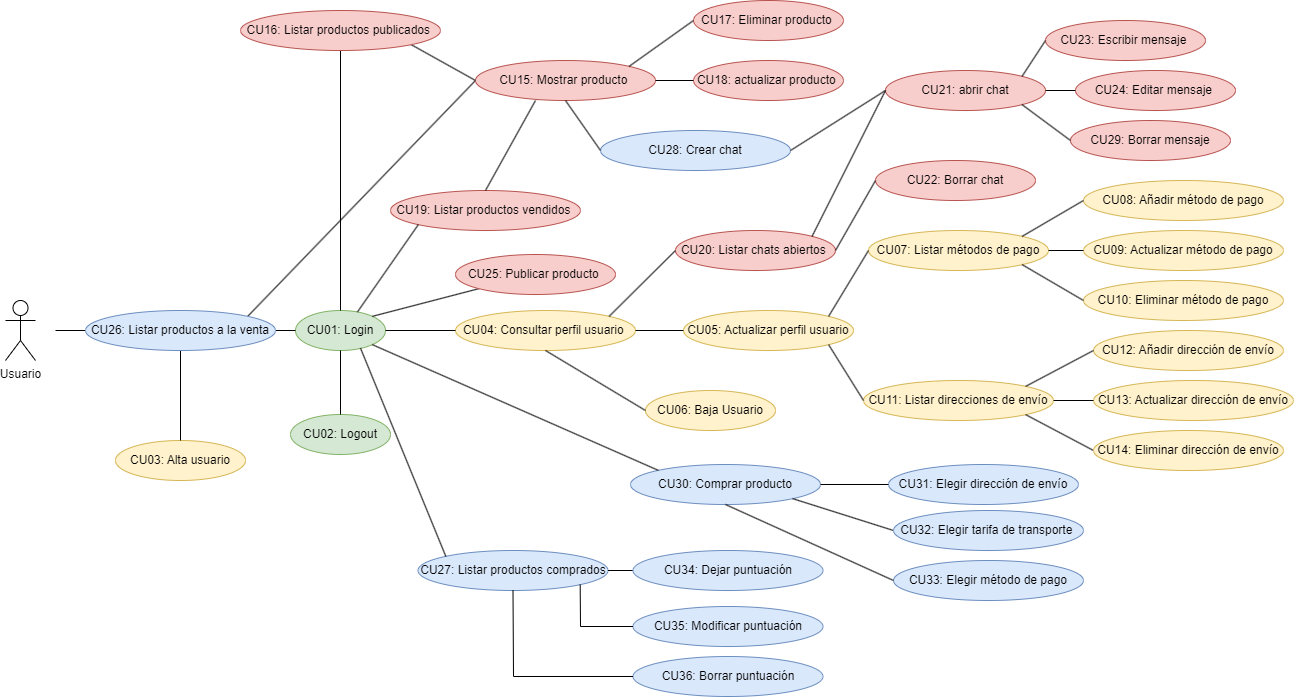 CU16: Listar productos publicados
CU17: Eliminar producto
CU15: Mostrar producto
CU18: actualizar producto
CU23: Escribir mensaje
CU21: abrir chat
CU24: Editar mensaje
CU29: Borrar mensaje
CU28: Crear chat
CU22: Borrar chat
CU19: Listar productos vendidos
CU20: Listar chats abiertos
CU08: Añadir método de pago
CU07: Listar métodos de pago
CU09: Actualizar método de pago
CU10: Eliminar método de pago
CU25: Publicar producto
Usuario
CU26: Listar productos a la venta
CU01: Login
CU04: Consultar perfil usuario
CU05: Actualizar perfil usuario
CU12: Añadir dirección de envío
CU11: Listar direcciones de envío
CU13: Actualizar dirección de envío
CU14: Eliminar dirección de envío
CU06: Baja Usuario
CU02: Logout
CU03: Alta usuario
CU30: Comprar producto
CU31: Elegir dirección de envío
CU32: Elegir tarifa de transporte
CU33: Elegir método de pago
CU27: Listar productos comprados
CU34: Dejar puntuación
CU35: Modificar puntuación
CU36: Borrar puntuación